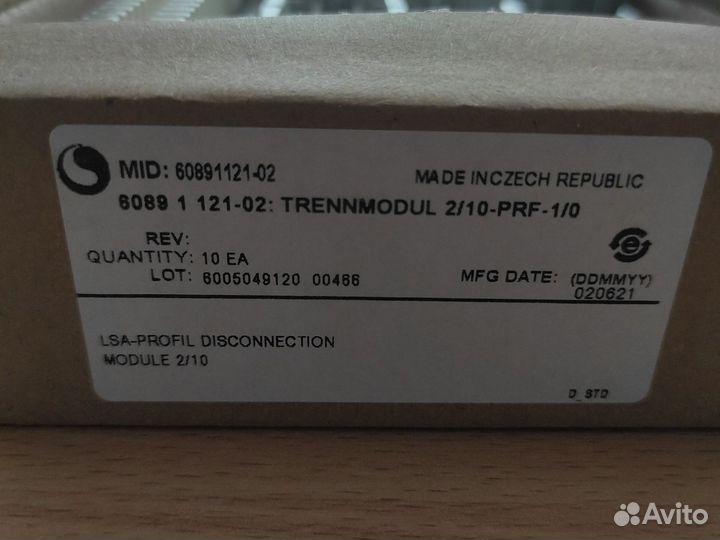 MID: 60891121-02 MADE IN CZECH REPUBLIC
6089 1 121-02: TRENNMODUL 2/10-PRF-1/0
REV:
QUANTITY: 10 EA
LOT: 6005049120 00466 MFG DATE: (DDMMYY)
020621
LSA-PROFIL DISCONNECTION
MODULE 2/10
D_STD
Avito